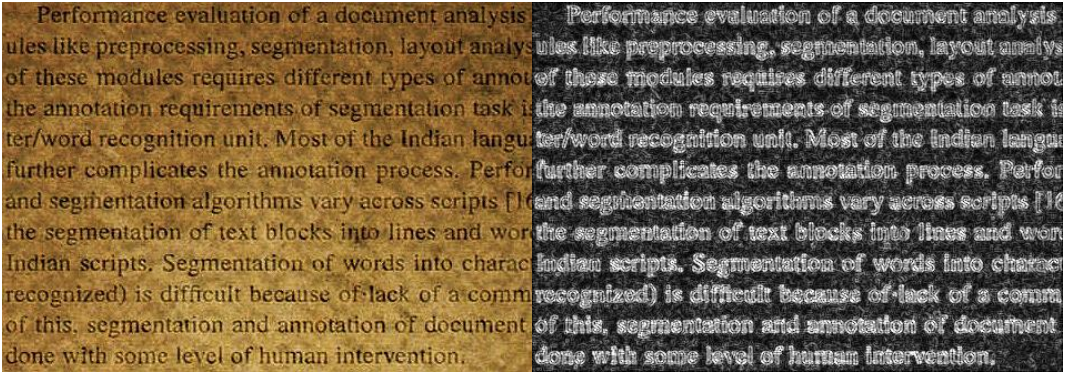 Performance evaluation of a document analysis
ules like preprocessing, segmentation, layout analys
of these modules requires different types of annot
the annotation requirements of segmentation task is
ter/word recognition unit. Most of the Indian langu
further complicates the annotation process. Perfor
and segmentation algorithms vary across scripts [16
the segmentation of text blocks into lines and wor
Indian scripts. Segmentation of words into charac
recognized) is difficult because of lack of a comm
of this, segmentation and annotation of document
done with some level of human intervention.
Performance evaluation of a document analysis
ules like preprocessing, segmentation, layout analys
of these modules requires different types of annot
the annotation requirements of segmentation task is
ter/word recognition unit. Most of the Indian langu
further complicates the annotation process. Perfor
and segmentation algorithms vary across scripts [16
the segmentation of text blocks into lines and word
Indian scripts. Segmentation of words into charac
recognized) is difficult because of lack of a comm
of this, segmentation and annotation of document
done with some level of human intervention.